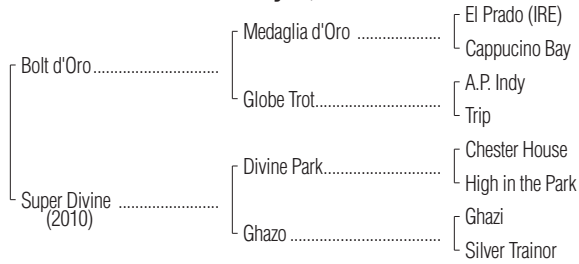 El Prado (IRE)
Medaglia d'Oro ..................
Cappucino Bay
Bolt d'Oro...........................
A.P. Indy
Globe Trot...........................
Trip
Chester House
Divine Park.........................
High in the Park
Super Divine .....................
(2010)
Ghazi
Ghazo ................................
Silver Trainor